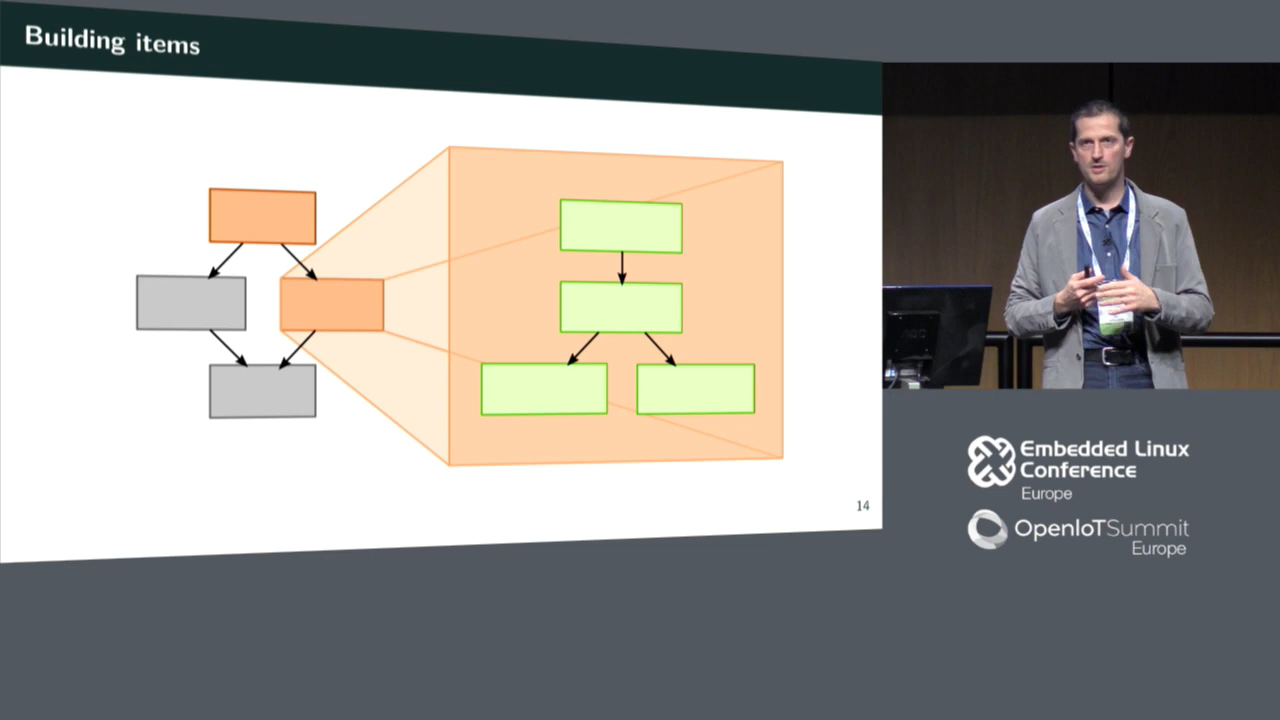 Building items
14
Embedded Linux
Conference
Europe
OpenIoTSummit
Europe